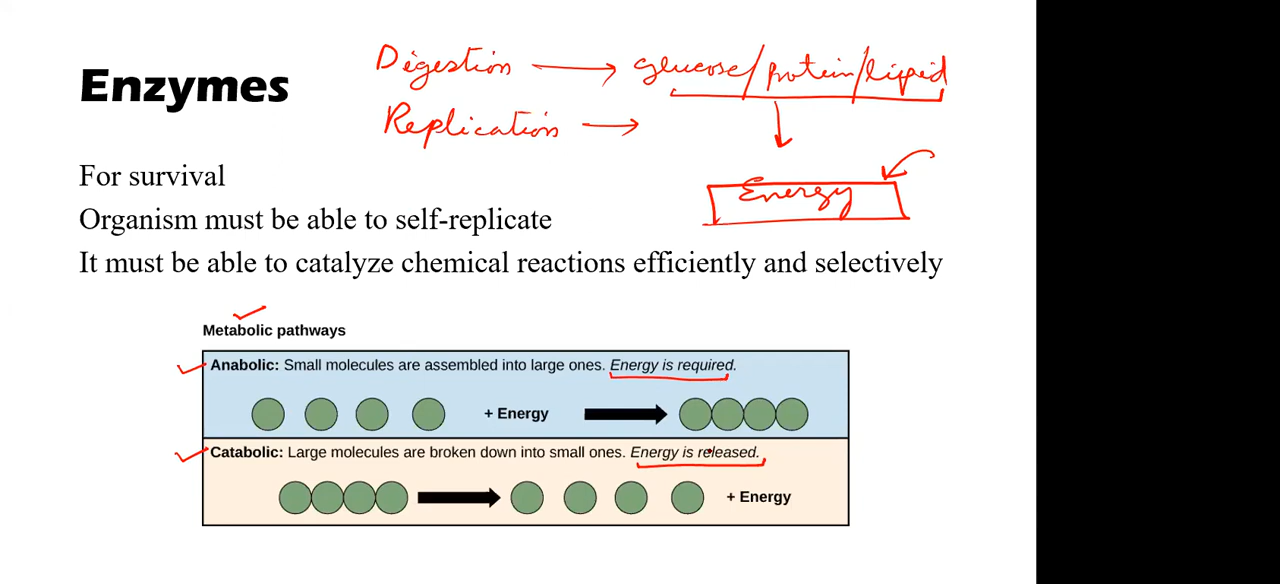 Enzymes
Digestion → glucose/protein/lipid
Replication →
Energy
For survival
Organism must be able to self-replicate
It must be able to catalyze chemical reactions efficiently and selectively
Metabolic pathways
Anabolic: Small molecules are assembled into large ones. Energy is required.
+ Energy
Catabolic: Large molecules are broken down into small ones. Energy is released.
+ Energy